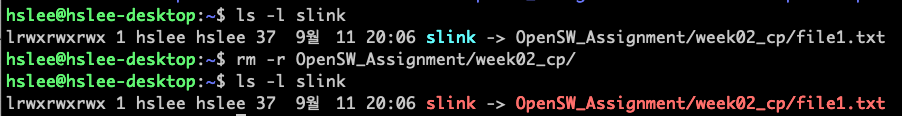 hslee@hslee-desktop:~$ ls -l slink
lrwxrwxrwx 1 hslee hslee 37  9월  11 20:06 slink -> OpenSW_Assignment/week02_cp/file1.txt
hslee@hslee-desktop:~$ rm -r OpenSW_Assignment/week02_cp/
hslee@hslee-desktop:~$ ls -l slink
lrwxrwxrwx 1 hslee hslee 37  9월  11 20:06 slink -> OpenSW_Assignment/week02_cp/file1.txt